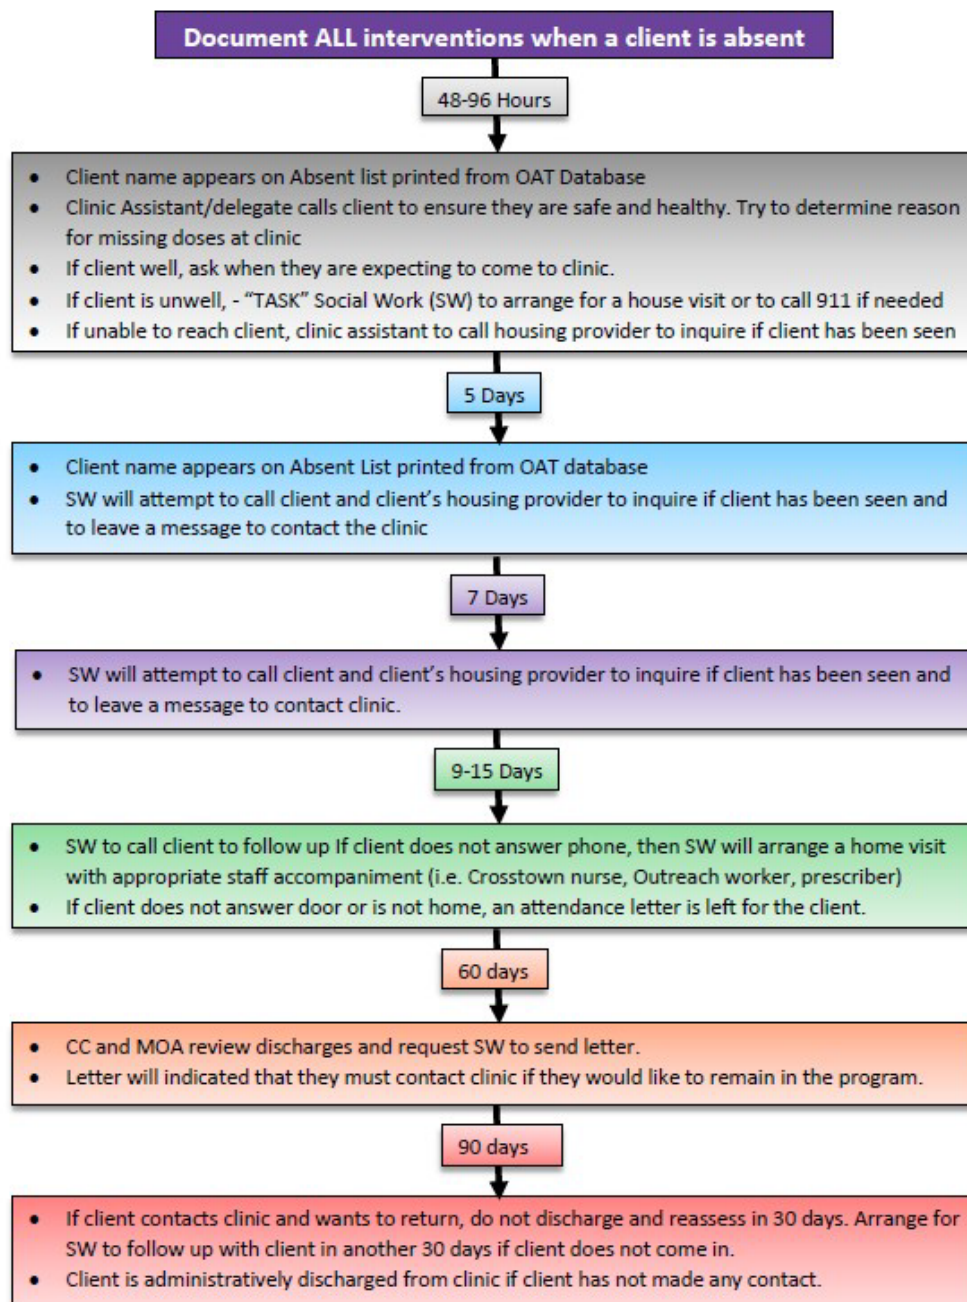 Document ALL interventions when a client is absent
48-96 Hours
• Client name appears on Absent list printed from OAT Database
• Clinic Assistant/delegate calls client to ensure they are safe and healthy. Try to determine reason
for missing doses at clinic
• If client well, ask when they are expecting to come to clinic.
• If client is unwell, - “TASK” Social Work (SW) to arrange for a house visit or to call 911 if needed
• If unable to reach client, clinic assistant to call housing provider to inquire if client has been seen
5 Days
• Client name appears on Absent List printed from OAT database
• SW will attempt to call client and client’s housing provider to inquire if client has been seen and
to leave a message to contact the clinic
7 Days
• SW will attempt to call client and client’s housing provider to inquire if client has been seen and
to leave a message to contact clinic.
9-15 Days
• SW to call client to follow up If client does not answer phone, then SW will arrange a home visit
with appropriate staff accompaniment (i.e. Crosstown nurse, Outreach worker, prescriber)
• If client does not answer door or is not home, an attendance letter is left for the client.
60 days
• CC and MOA review discharges and request SW to send letter.
• Letter will indicated that they must contact clinic if they would like to remain in the program.
90 days
• If client contacts clinic and wants to return, do not discharge and reassess in 30 days. Arrange for
SW to follow up with client in another 30 days if client does not come in.
• Client is administratively discharged from clinic if client has not made any contact.